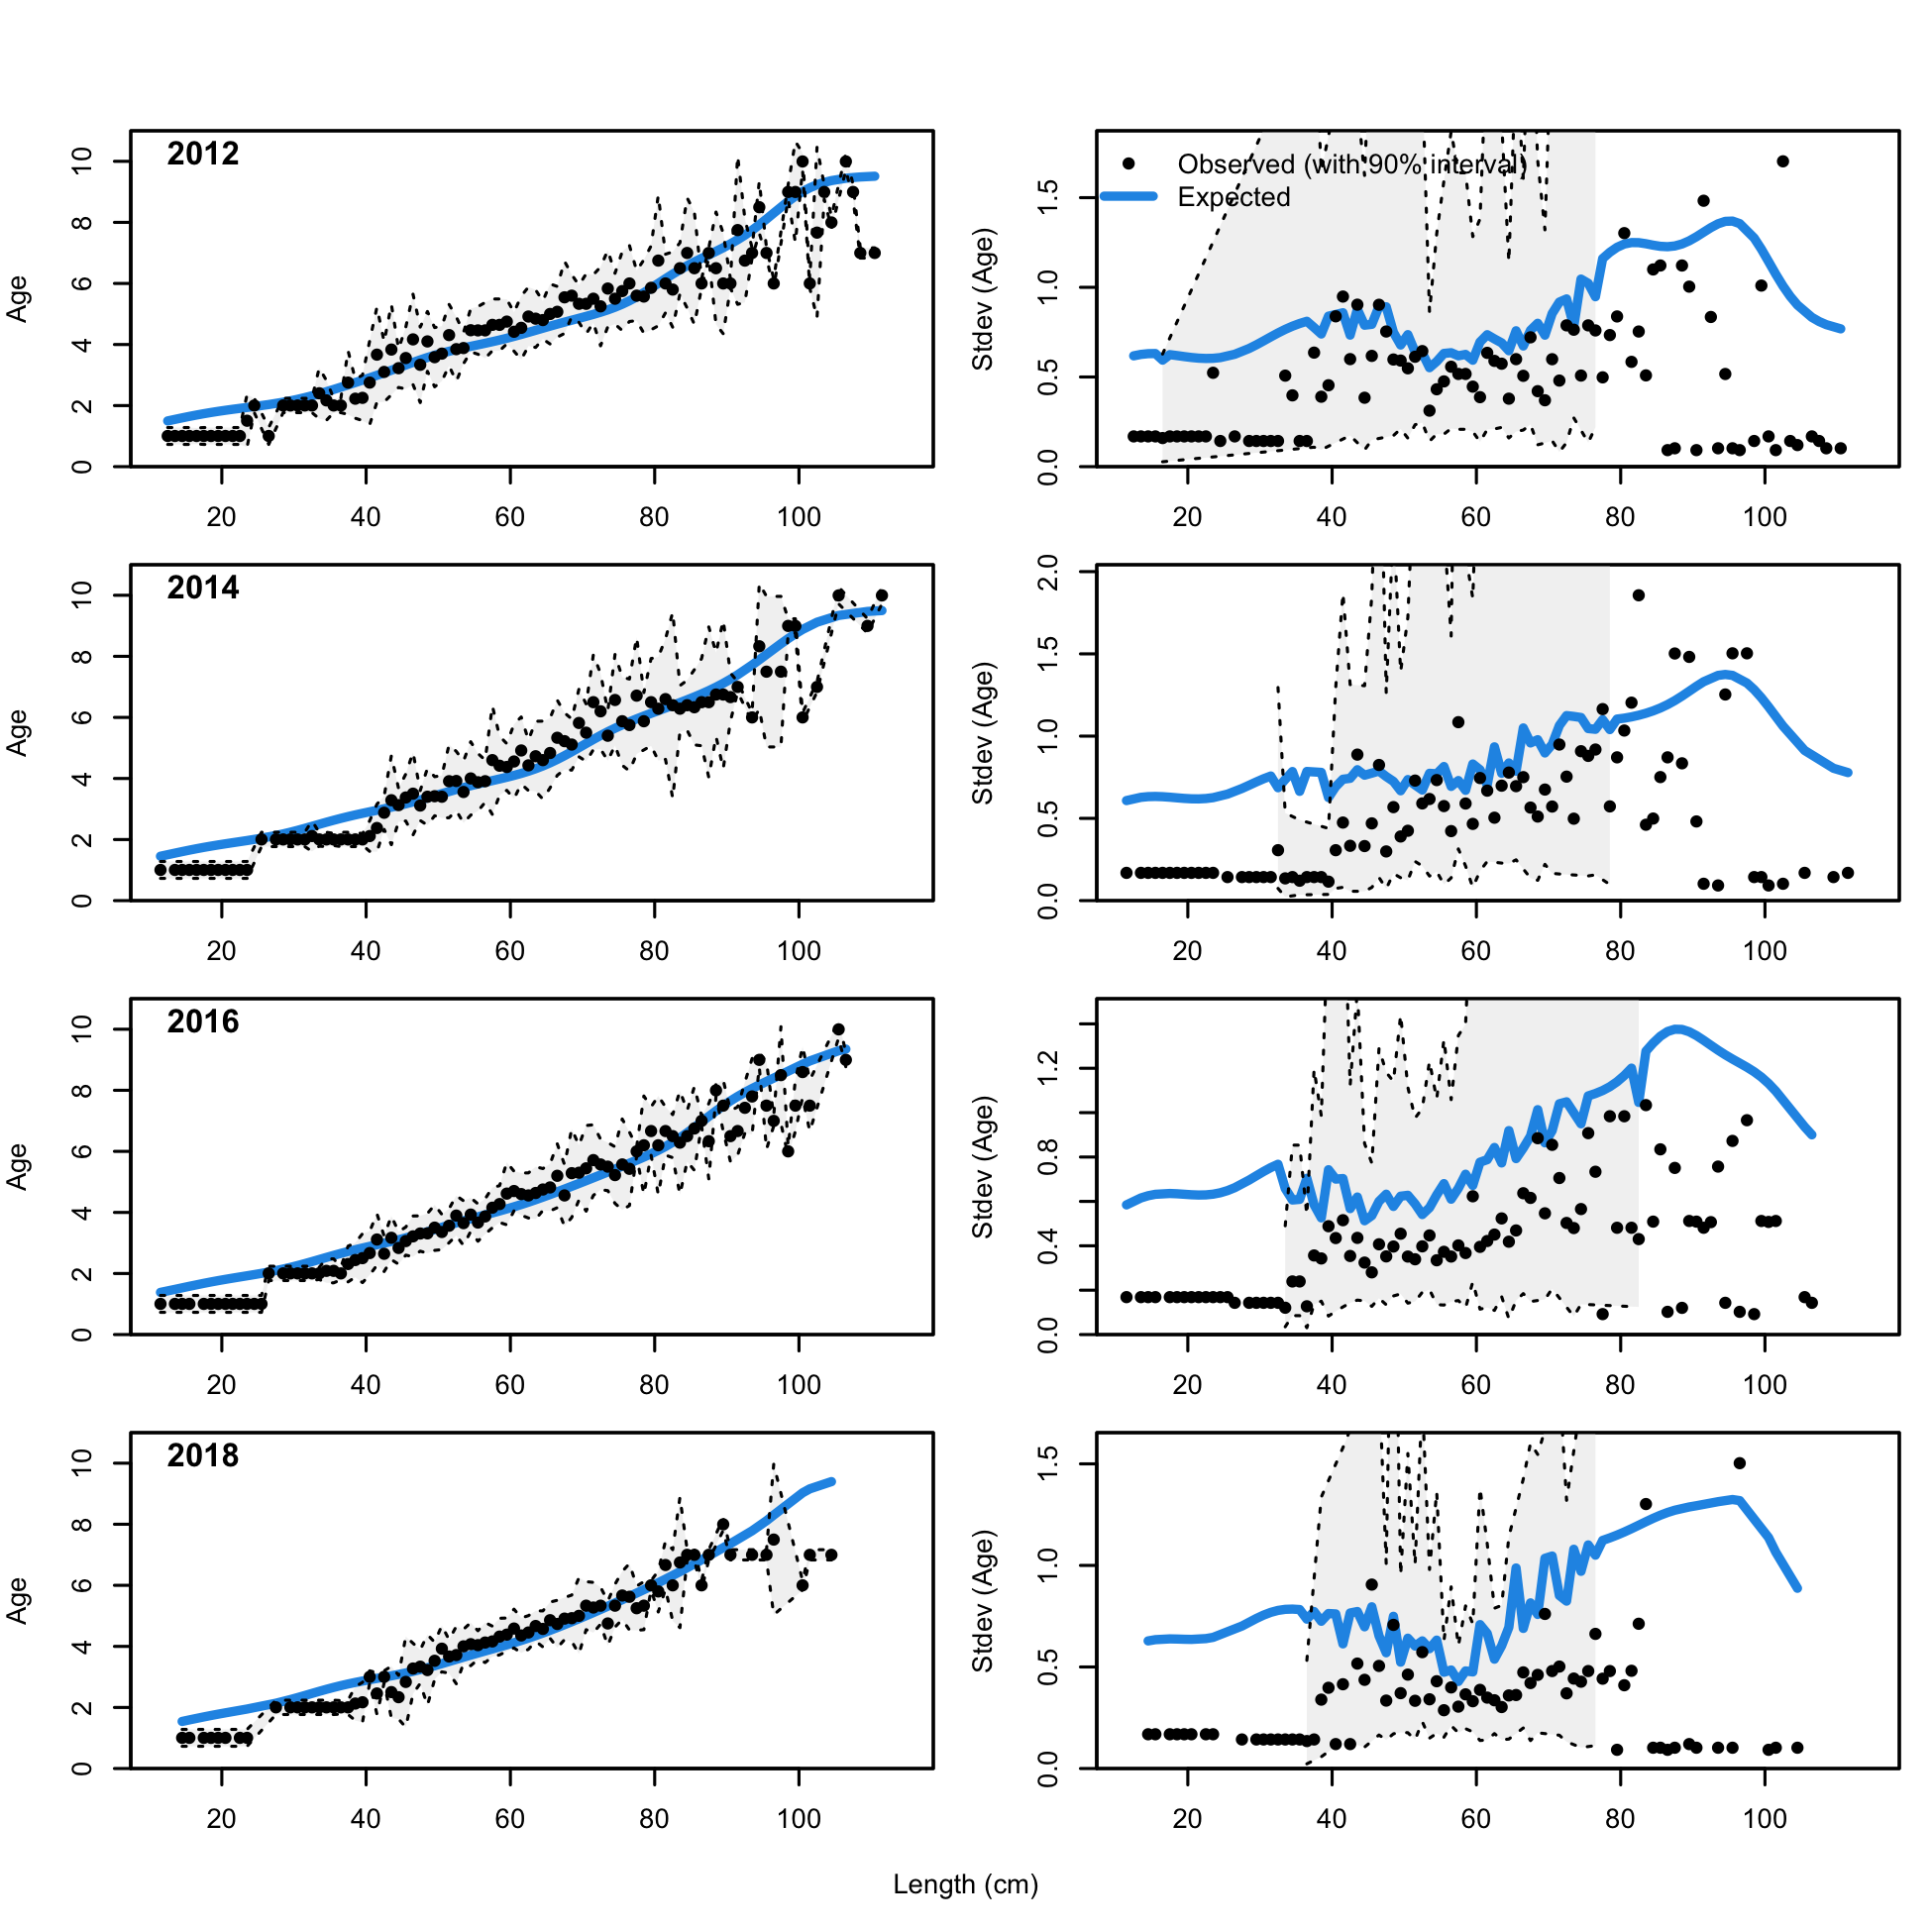 2012
Age
0 2 4 6 8 10
20 40 60 80 100
Observed (with 90% interval)
Expected
Stdev (Age)
0.0 0.5 1.0 1.5
20 40 60 80 100
2014
Age
0 2 4 6 8 10
20 40 60 80 100
Stdev (Age)
0.0 0.5 1.0 1.5 2.0
20 40 60 80 100
2016
Age
0 2 4 6 8 10
20 40 60 80 100
Stdev (Age)
0.0 0.4 0.8 1.2
20 40 60 80 100
2018
Age
0 2 4 6 8 10
20 40 60 80 100
Stdev (Age)
0.0 0.5 1.0 1.5
20 40 60 80 100
Length (cm)